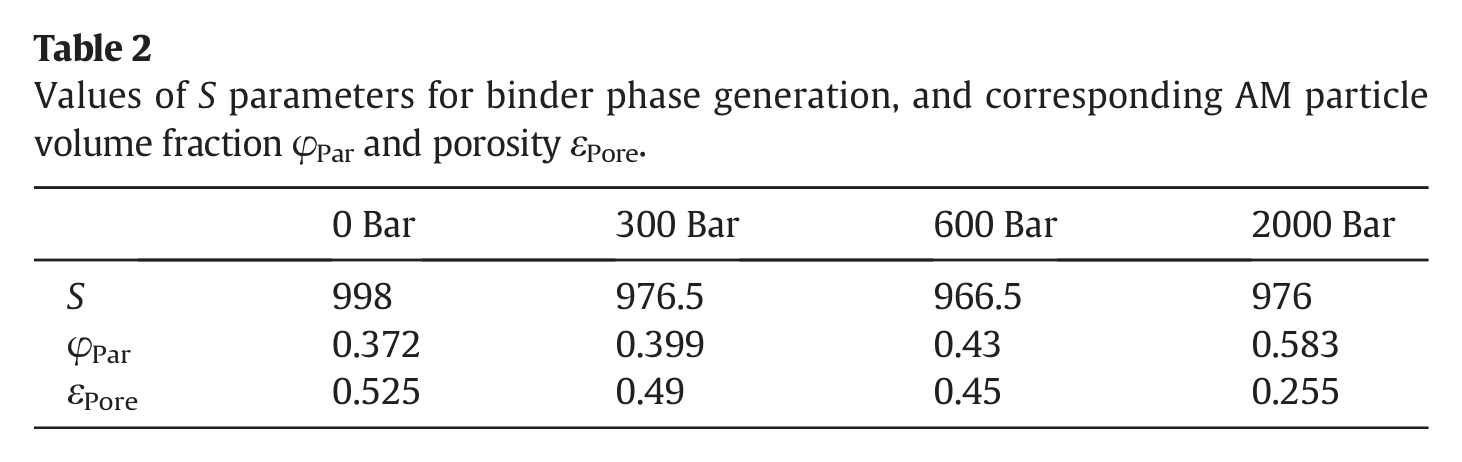 Table 2
Values of S parameters for binder phase generation, and corresponding AM particle
volume fraction φPar and porosity εPore.
0 Bar 300 Bar 600 Bar 2000 Bar
S 998 976.5 966.5 976
φPar 0.372 0.399 0.43 0.583
εPore 0.525 0.49 0.45 0.255